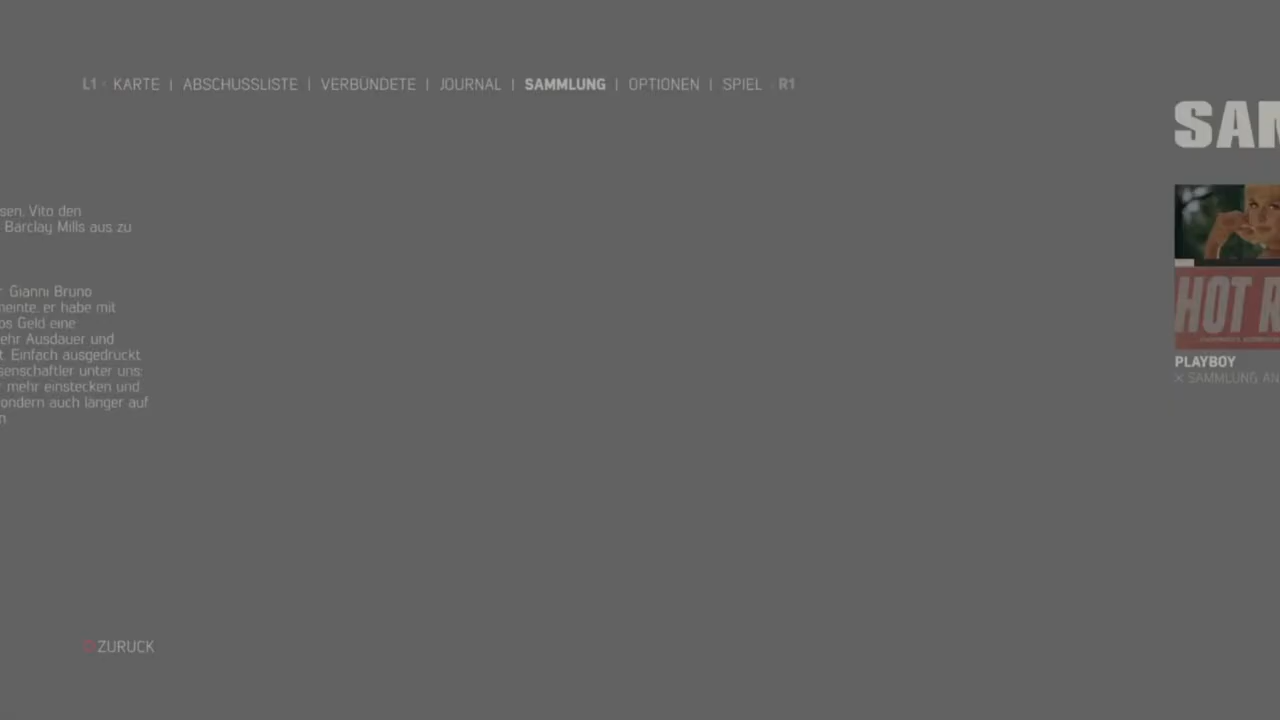 L1 KARTE | ABSCHUSSLISTE | VERBÜNDETE | JOURNAL | SAMMLUNG | OPTIONEN | SPIEL R1
SAM
sen, Vito den
Barclay Mills aus zu
Gianni Bruno
meinte, er habe mit
os Geld eine
ehr Ausdauer und
t. Einfach ausgedrückt
senschaftler unter uns:
mehr einstecken und
ondern auch länger auf
n
HOT R
PLAYBOY
× SAMMLUNG AN
ZURÜCK